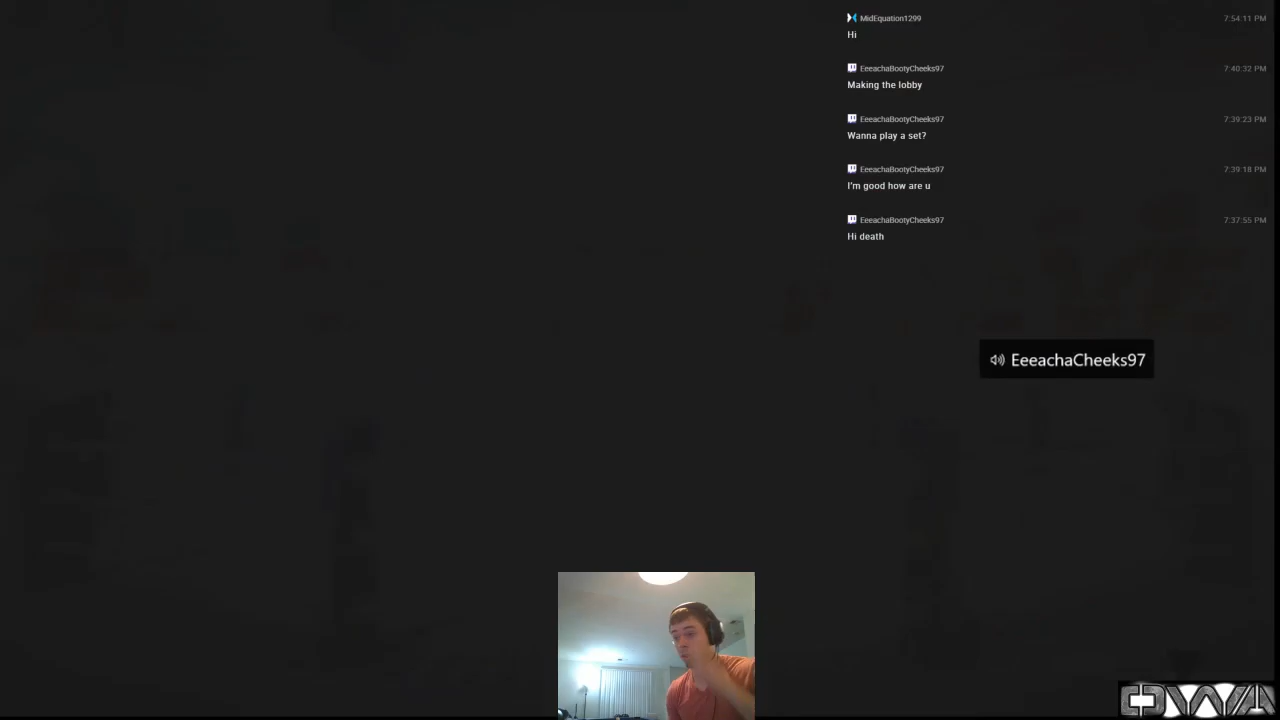 MidEquation1299 7:54:11 PM
Hi
EeeachaBootyCheeks97 7:40:32 PM
Making the lobby
EeeachaBootyCheeks97 7:39:23 PM
Wanna play a set?
EeeachaBootyCheeks97 7:39:18 PM
I'm good how are u
EeeachaBootyCheeks97 7:37:55 PM
Hi death
EeeachaCheeks97